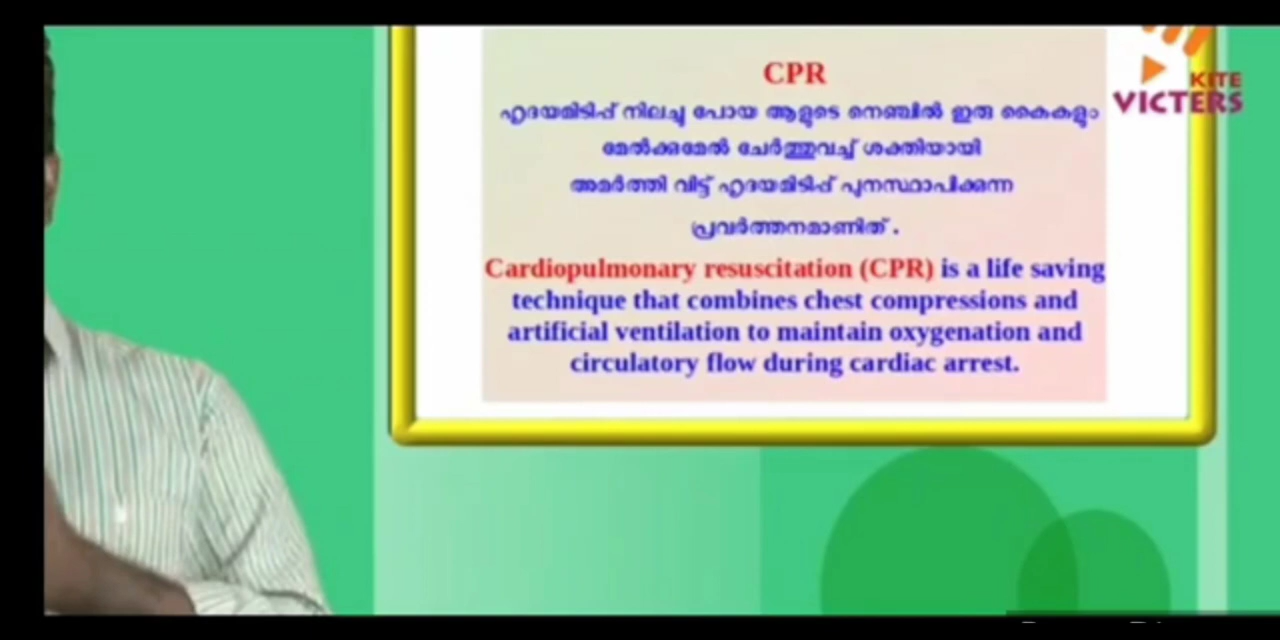 CPR
ഹൃദയമിടിപ്പ് നിലച്ചു പോയ ആളുടെ നെഞ്ചിൽ ഇരു കൈകളും
മേൽക്കുമേൽ ചേർത്തുവച്ച് ശക്തിയായി
അമർത്തി വിട്ട് ഹൃദയമിടിപ്പ് പുനസ്ഥാപിക്കുന്ന
പ്രവർത്തനമാണിത് .
Cardiopulmonary resuscitation (CPR) is a life saving
technique that combines chest compressions and
artificial ventilation to maintain oxygenation and
circulatory flow during cardiac arrest.
KITE
VICTERS